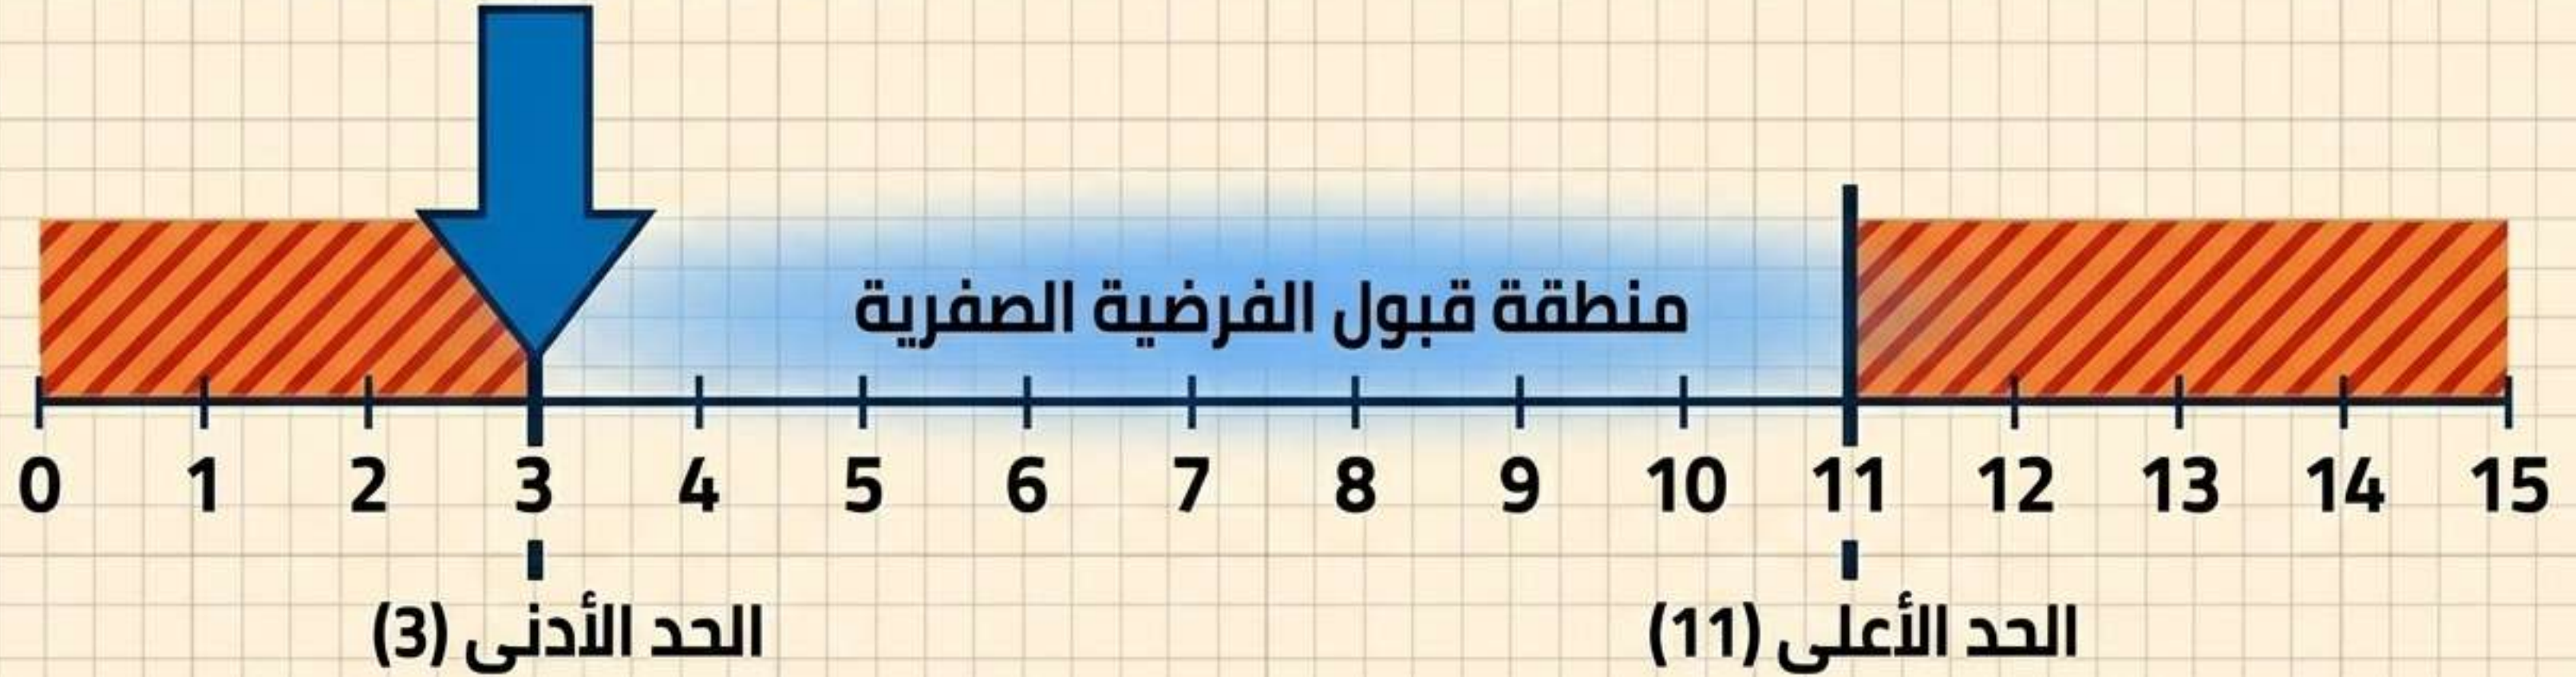 منطقة قبول الفرضية الصفرية
0 1 2 3 4 5 6 7 8 9 10 11 12 13 14 15
الحد الأدنى (3)
الحد الأعلى (11)